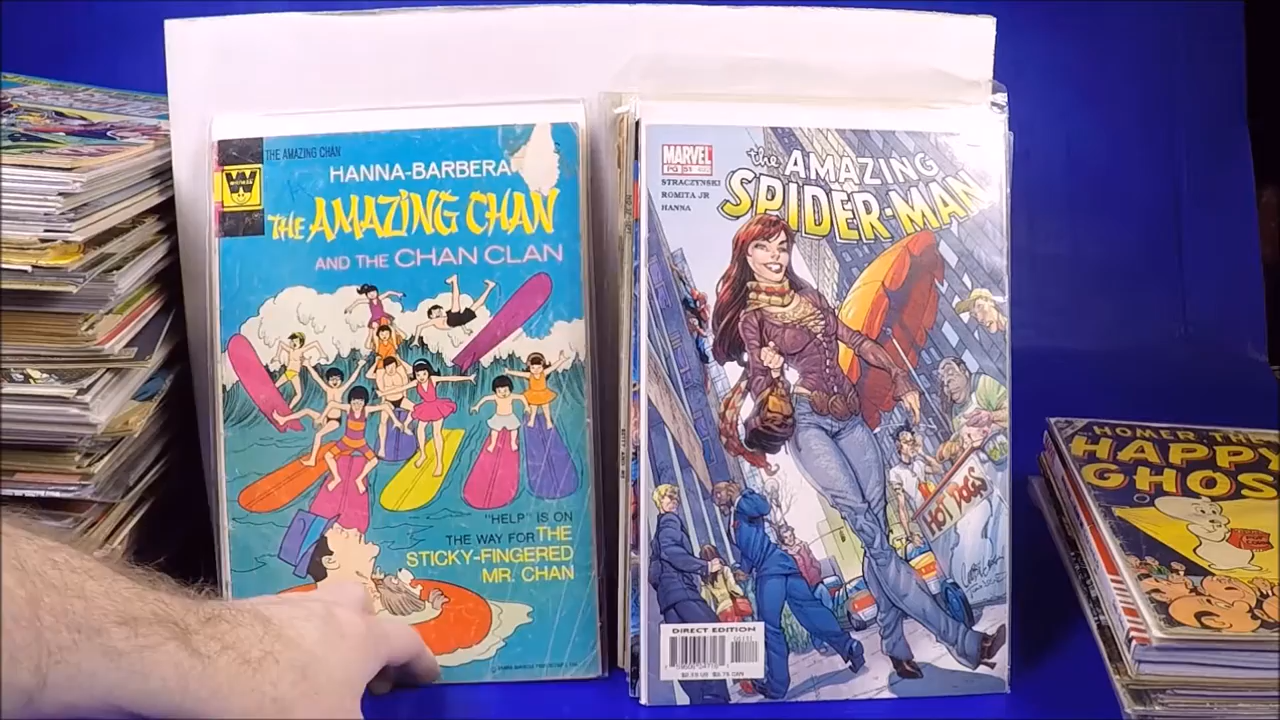 THE AMAZING CHAN
HANNA-BARBERA
THE AMAZING CHAN
AND THE CHAN CLAN
"HELP" IS ON
THE WAY FOR THE
STICKY-FINGERED
MR. CHAN
MARVEL
PG 51
STRACZYNSKI
ROMITA JR
HANNA
the AMAZING
SPIDER-MAN
HOT DOGS
DIRECT EDITION
HOMER, THE
HAPPY
GHOS